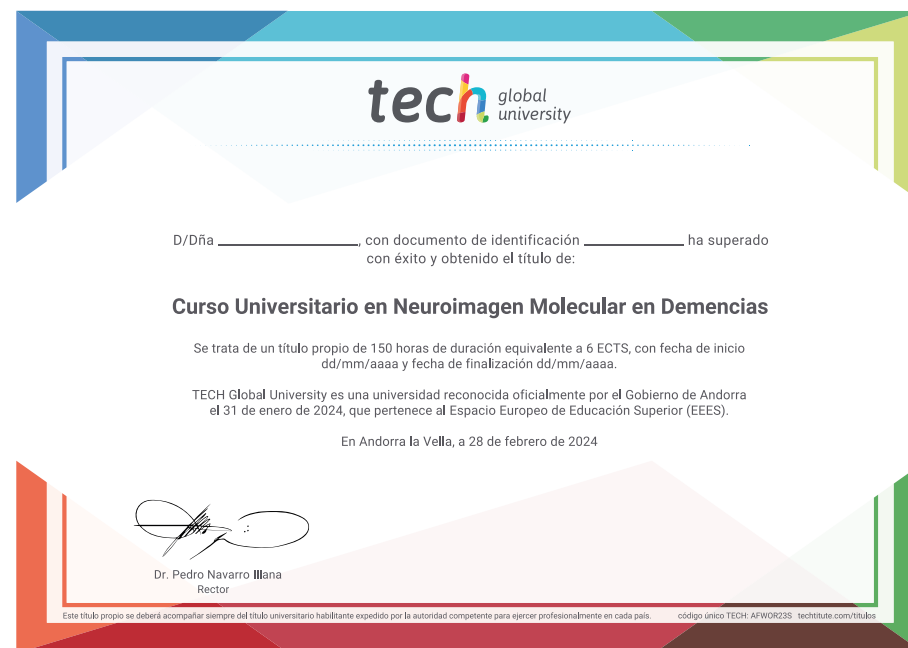 tech global university
D/Dña ____________________, con documento de identificación ______________ ha superado
con éxito y obtenido el título de:
Curso Universitario en Neuroimagen Molecular en Demencias
Se trata de un título propio de 150 horas de duración equivalente a 6 ECTS, con fecha de inicio
dd/mm/aaaa y fecha de finalización dd/mm/aaaa.
TECH Global University es una universidad reconocida oficialmente por el Gobierno de Andorra
el 31 de enero de 2024, que pertenece al Espacio Europeo de Educación Superior (EEES).
En Andorra la Vella, a 28 de febrero de 2024
Dr. Pedro Navarro Illana
Rector
Este título propio se deberá acompañar siempre del título universitario habilitante expedido por la autoridad competente para ejercer profesionalmente en cada país. código único TECH: AFWOR23S techtitute.com/titulos